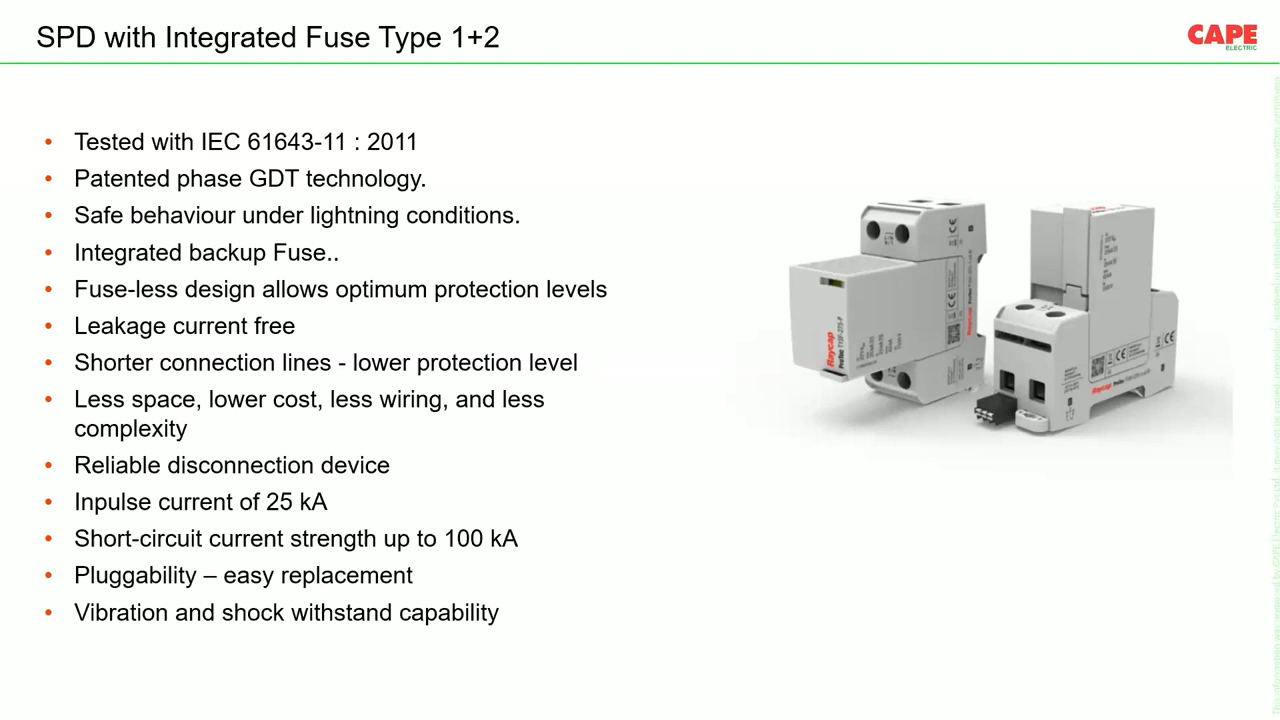 SPD with Integrated Fuse Type 1+2
CAPE
ELECTRIC
• Tested with IEC 61643-11 : 2011
• Patented phase GDT technology.
• Safe behaviour under lightning conditions.
• Integrated backup Fuse..
• Fuse-less design allows optimum protection levels
• Leakage current free
• Shorter connection lines - lower protection level
• Less space, lower cost, less wiring, and less
complexity
• Reliable disconnection device
• Inpulse current of 25 kA
• Short-circuit current strength up to 100 kA
• Pluggability – easy replacement
• Vibration and shock withstand capability
Raycap
Raycap